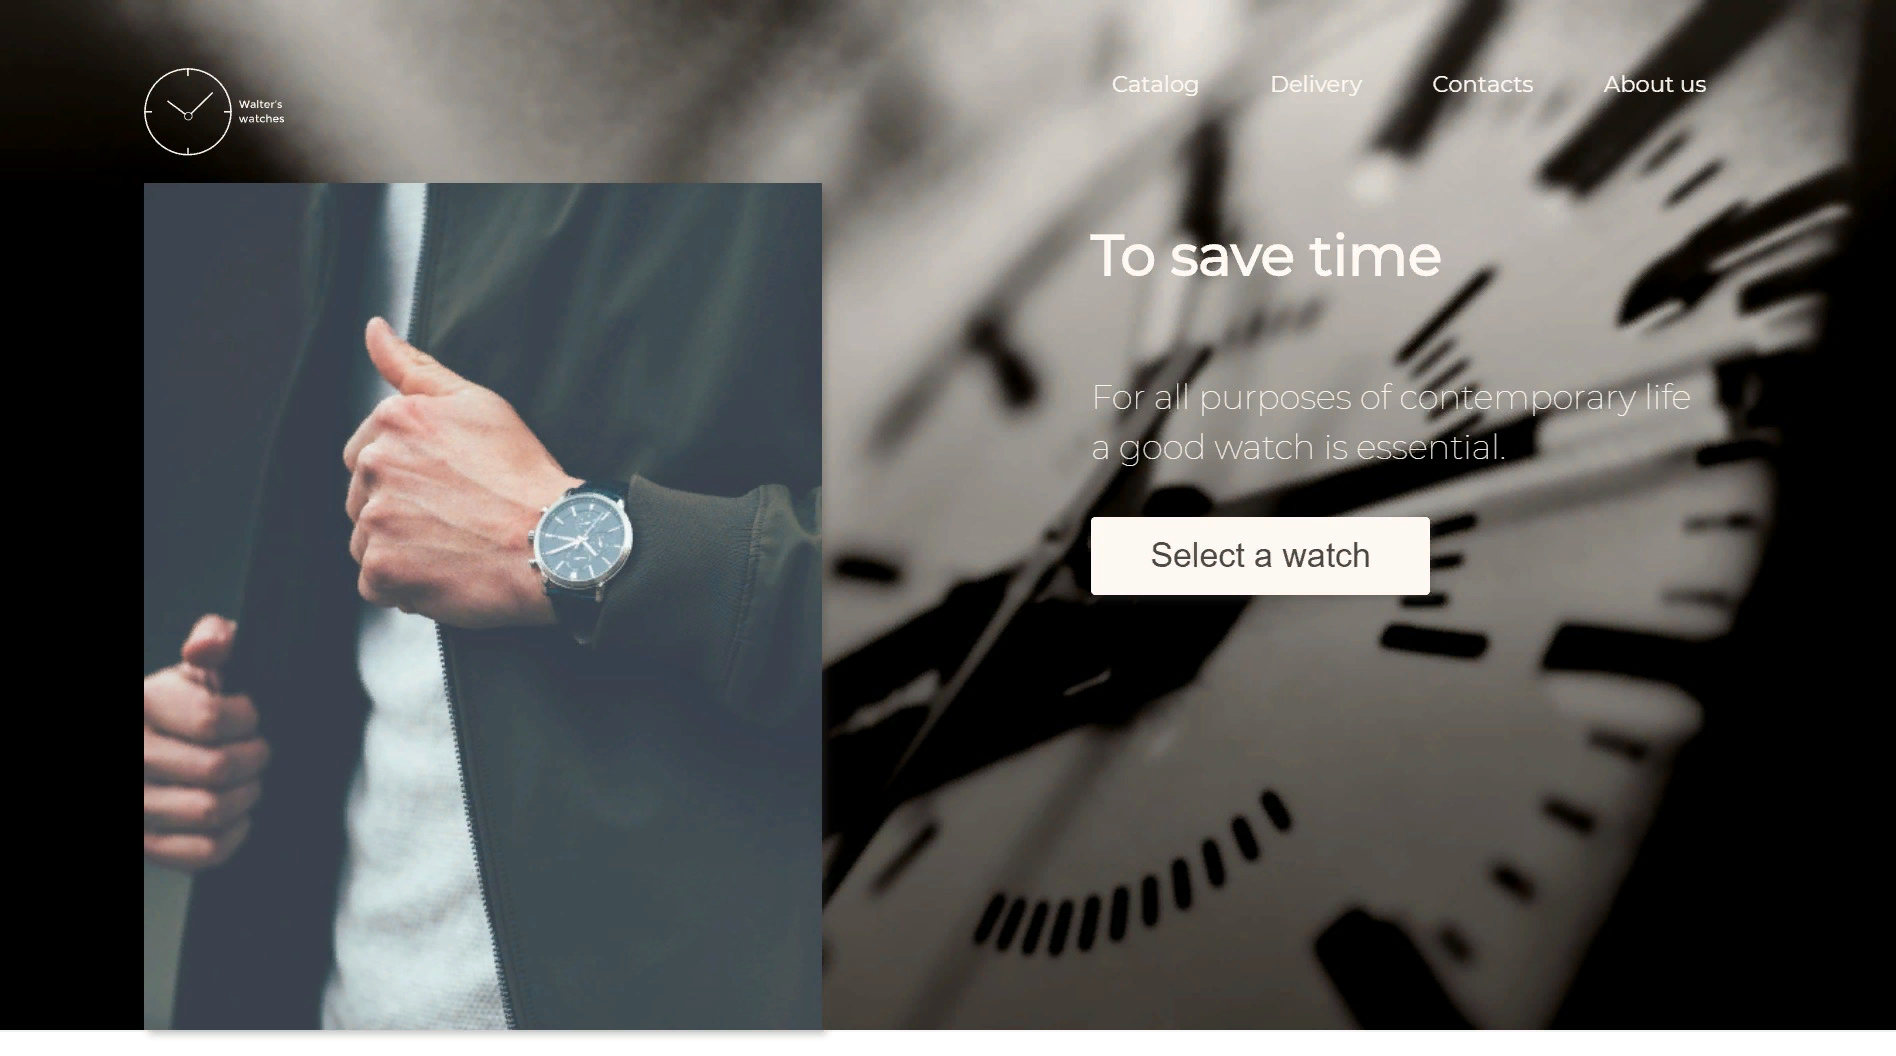 Walter's
watches
Catalog Delivery Contacts About us
To save time
For all purposes of contemporary life
a good watch is essential.
Select a watch